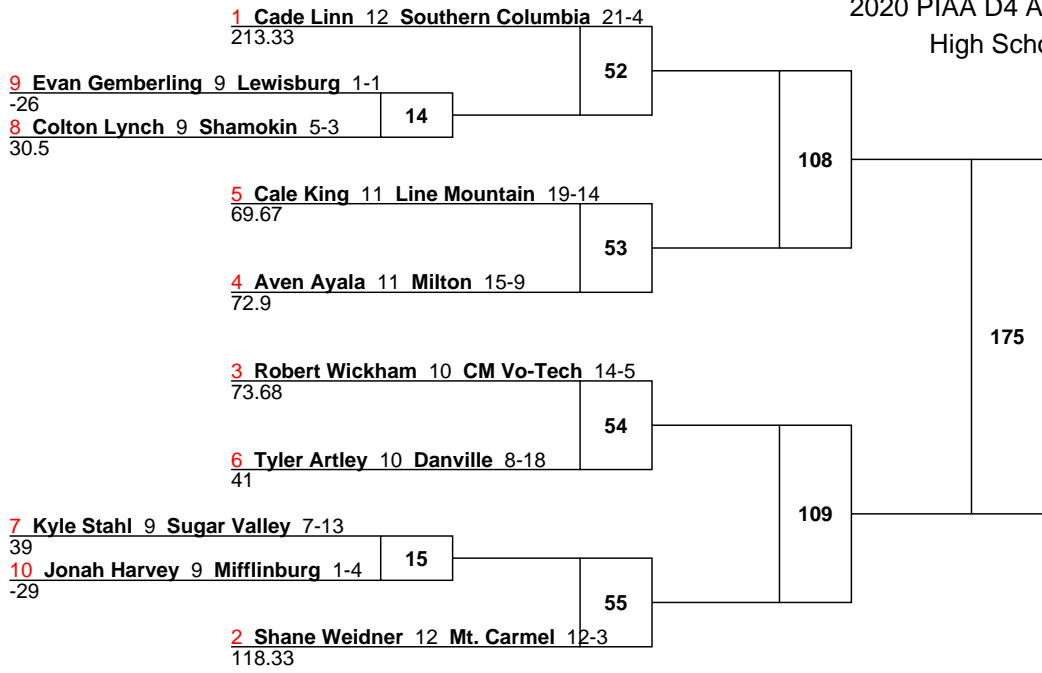 2020 PIAA D4 A
High Scho
1 Cade Linn 12 Southern Columbia 21-4
213.33
52
9 Evan Gemberling 9 Lewisburg 1-1
-26
14
8 Colton Lynch 9 Shamokin 5-3
30.5
108
5 Cale King 11 Line Mountain 19-14
69.67
53
4 Aven Ayala 11 Milton 15-9
72.9
175
3 Robert Wickham 10 CM Vo-Tech 14-5
73.68
54
6 Tyler Artley 10 Danville 8-18
41
109
7 Kyle Stahl 9 Sugar Valley 7-13
39
15
10 Jonah Harvey 9 Mifflinburg 1-4
-29
55
2 Shane Weidner 12 Mt. Carmel 12-3
118.33